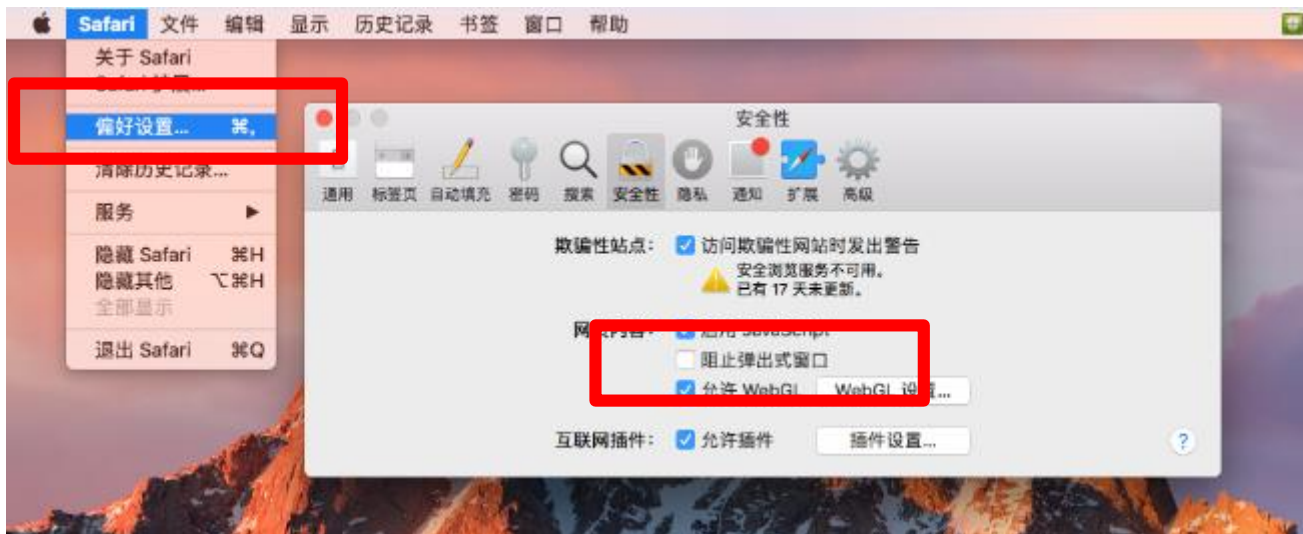 Safari 文件 编辑 显示 历史记录 书签 窗口 帮助
关于 Safari
偏好设置... ⌘,
清除历史记录...
服务 ▶
隐藏 Safari ⌘H
隐藏其他 ⌥⌘H
全部显示
退出 Safari ⌘Q
安全性
通用 标签页 自动填充 密码 搜索 安全性 隐私 通知 扩展 高级
欺骗性站点: 访问欺骗性网站时发出警告
安全浏览服务不可用。
已有 17 天未更新。
阻止弹出式窗口
允许 WebGL WebGL 设置...
互联网插件: 允许插件 插件设置...
?